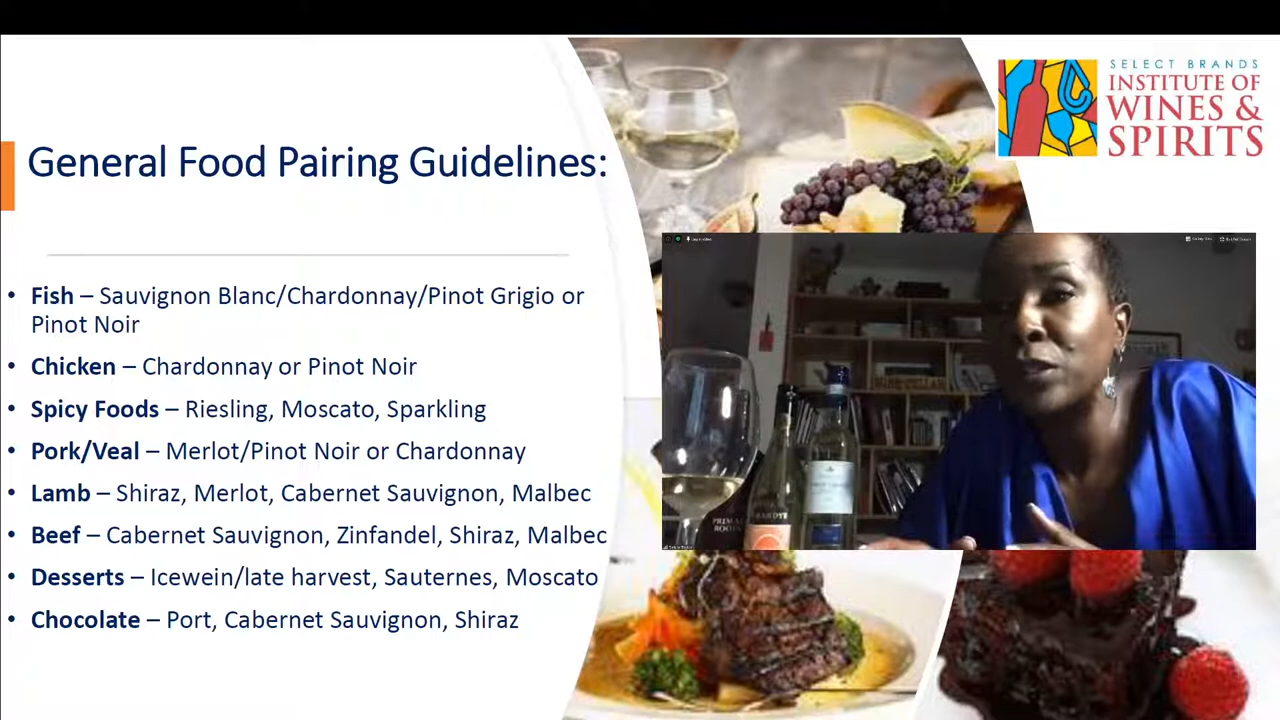 SELECT BRANDS
INSTITUTE OF
WINES &
SPIRITS
General Food Pairing Guidelines:
• Fish – Sauvignon Blanc/Chardonnay/Pinot Grigio or
Pinot Noir
• Chicken – Chardonnay or Pinot Noir
• Spicy Foods – Riesling, Moscato, Sparkling
• Pork/Veal – Merlot/Pinot Noir or Chardonnay
• Lamb – Shiraz, Merlot, Cabernet Sauvignon, Malbec
• Beef – Cabernet Sauvignon, Zinfandel, Shiraz, Malbec
• Desserts – Icewein/late harvest, Sauternes, Moscato
• Chocolate – Port, Cabernet Sauvignon, Shiraz
WINE CELLAR